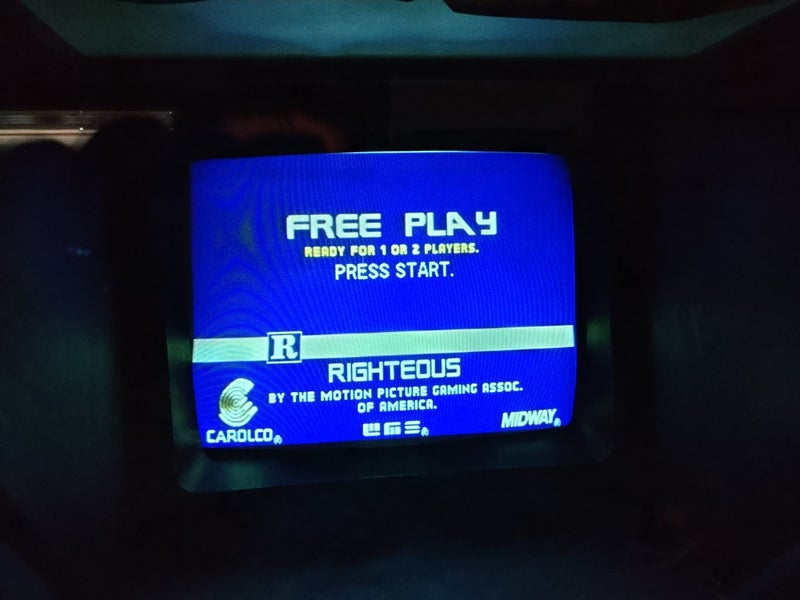 FREE PLAY
READY FOR 1 OR 2 PLAYERS.
PRESS START.
R
RIGHTEOUS
BY THE MOTION PICTURE GAMING ASSOC.
OF AMERICA.
CAROLCO®
MIDWAY®